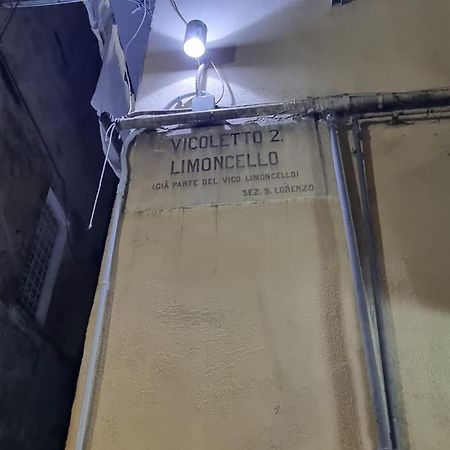 VICOLETTO 2.
LIMONCELLO
(GIÀ PARTE DEL VICO LIMONCELLO)
SEZ. S. LORENZO